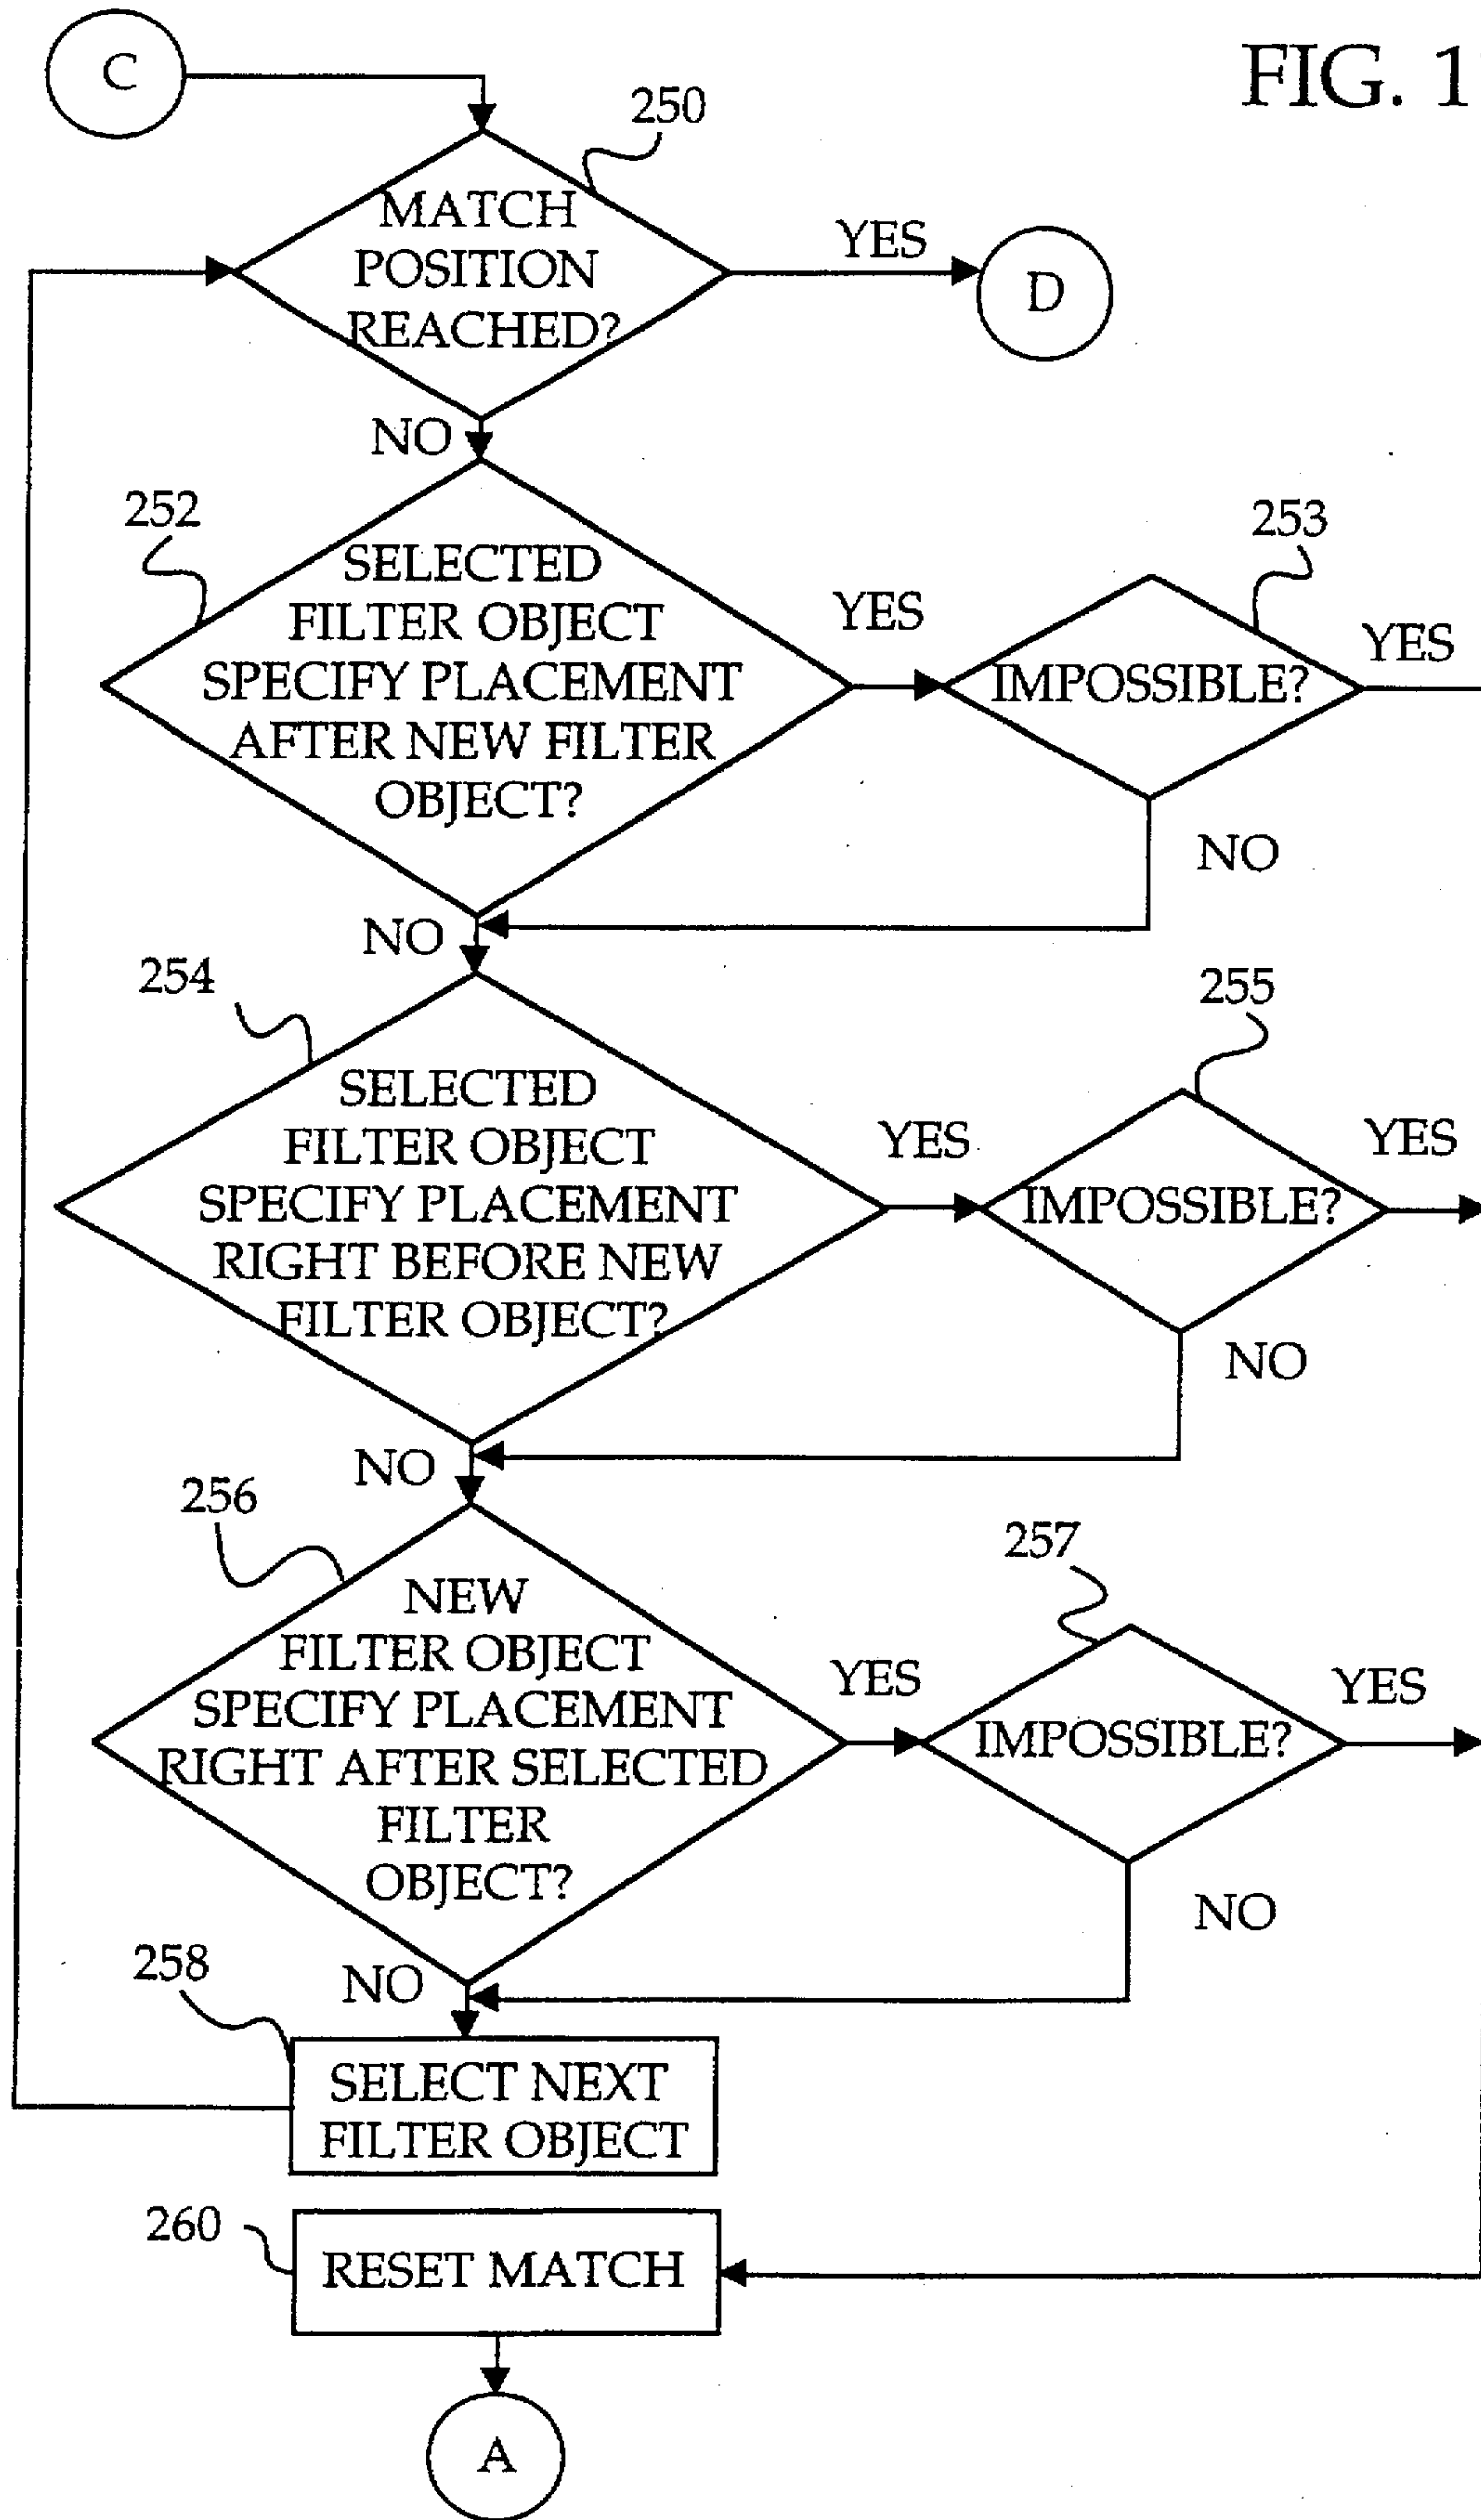 C
FIG. 1
250
MATCH
POSITION
REACHED?
YES
D
NO
252
SELECTED
FILTER OBJECT
SPECIFY PLACEMENT
AFTER NEW FILTER
OBJECT?
YES
253
IMPOSSIBLE?
YES
NO
NO
254
SELECTED
FILTER OBJECT
SPECIFY PLACEMENT
RIGHT BEFORE NEW
FILTER OBJECT?
YES
255
IMPOSSIBLE?
YES
NO
NO
256
NEW
FILTER OBJECT
SPECIFY PLACEMENT
RIGHT AFTER SELECTED
FILTER
OBJECT?
YES
257
IMPOSSIBLE?
YES
NO
NO
258
SELECT NEXT
FILTER OBJECT
260
RESET MATCH
A